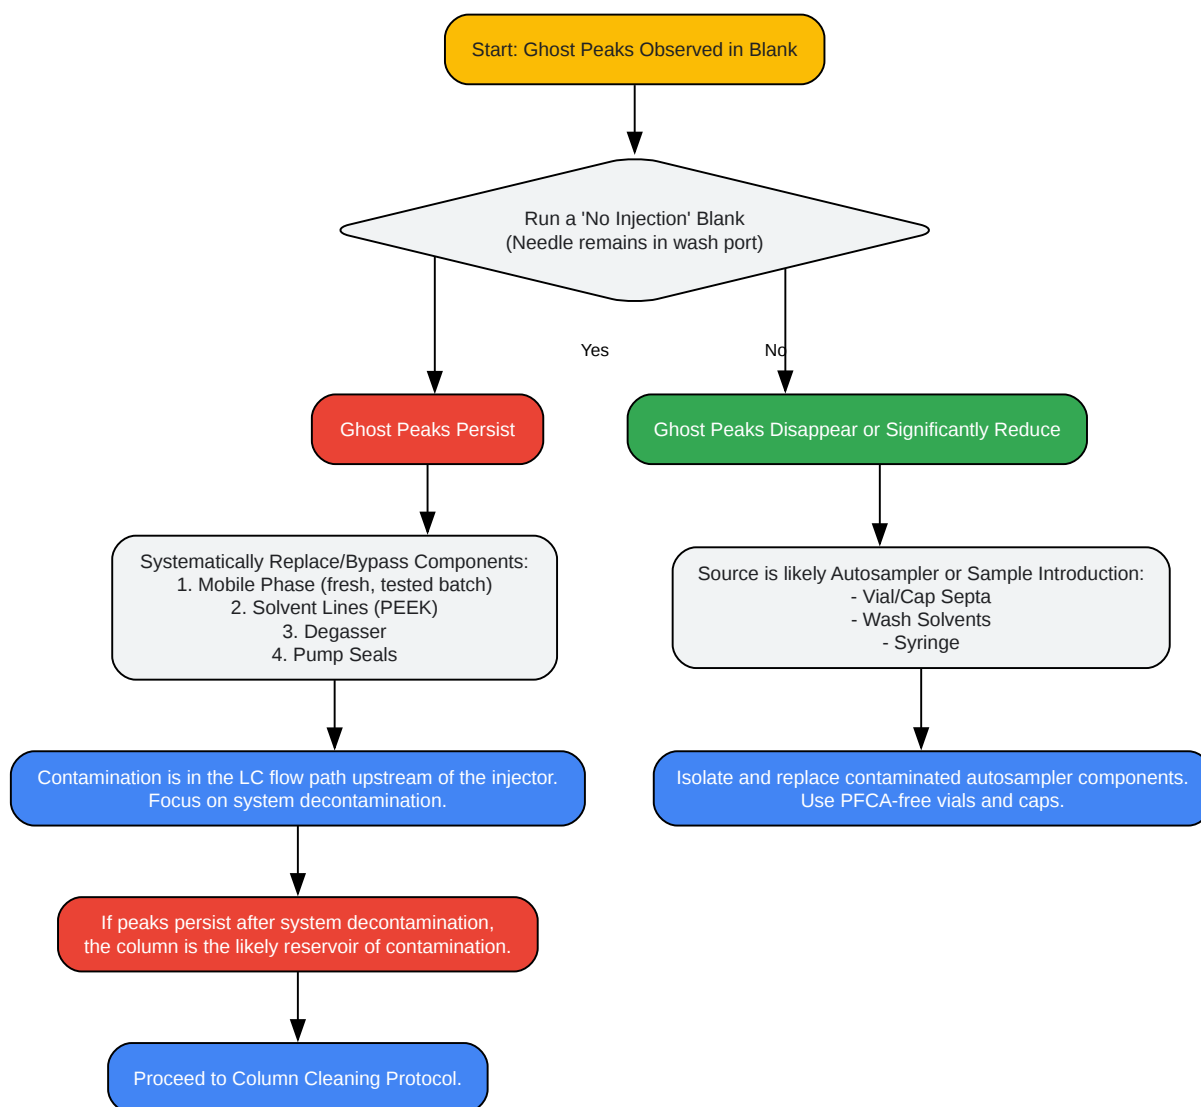 Start: Ghost Peaks Observed in Blank
Run a 'No Injection' Blank
(Needle remains in wash port)
Yes
No
Ghost Peaks Persist
Ghost Peaks Disappear or Significantly Reduce
Systematically Replace/Bypass Components:
1. Mobile Phase (fresh, tested batch)
2. Solvent Lines (PEEK)
3. Degasser
4. Pump Seals
Source is likely Autosampler or Sample Introduction:
- Vial/Cap Septa
- Wash Solvents
- Syringe
Contamination is in the LC flow path upstream of the injector.
Focus on system decontamination.
Isolate and replace contaminated autosampler components.
Use PFCA-free vials and caps.
If peaks persist after system decontamination,
the column is the likely reservoir of contamination.
Proceed to Column Cleaning Protocol.